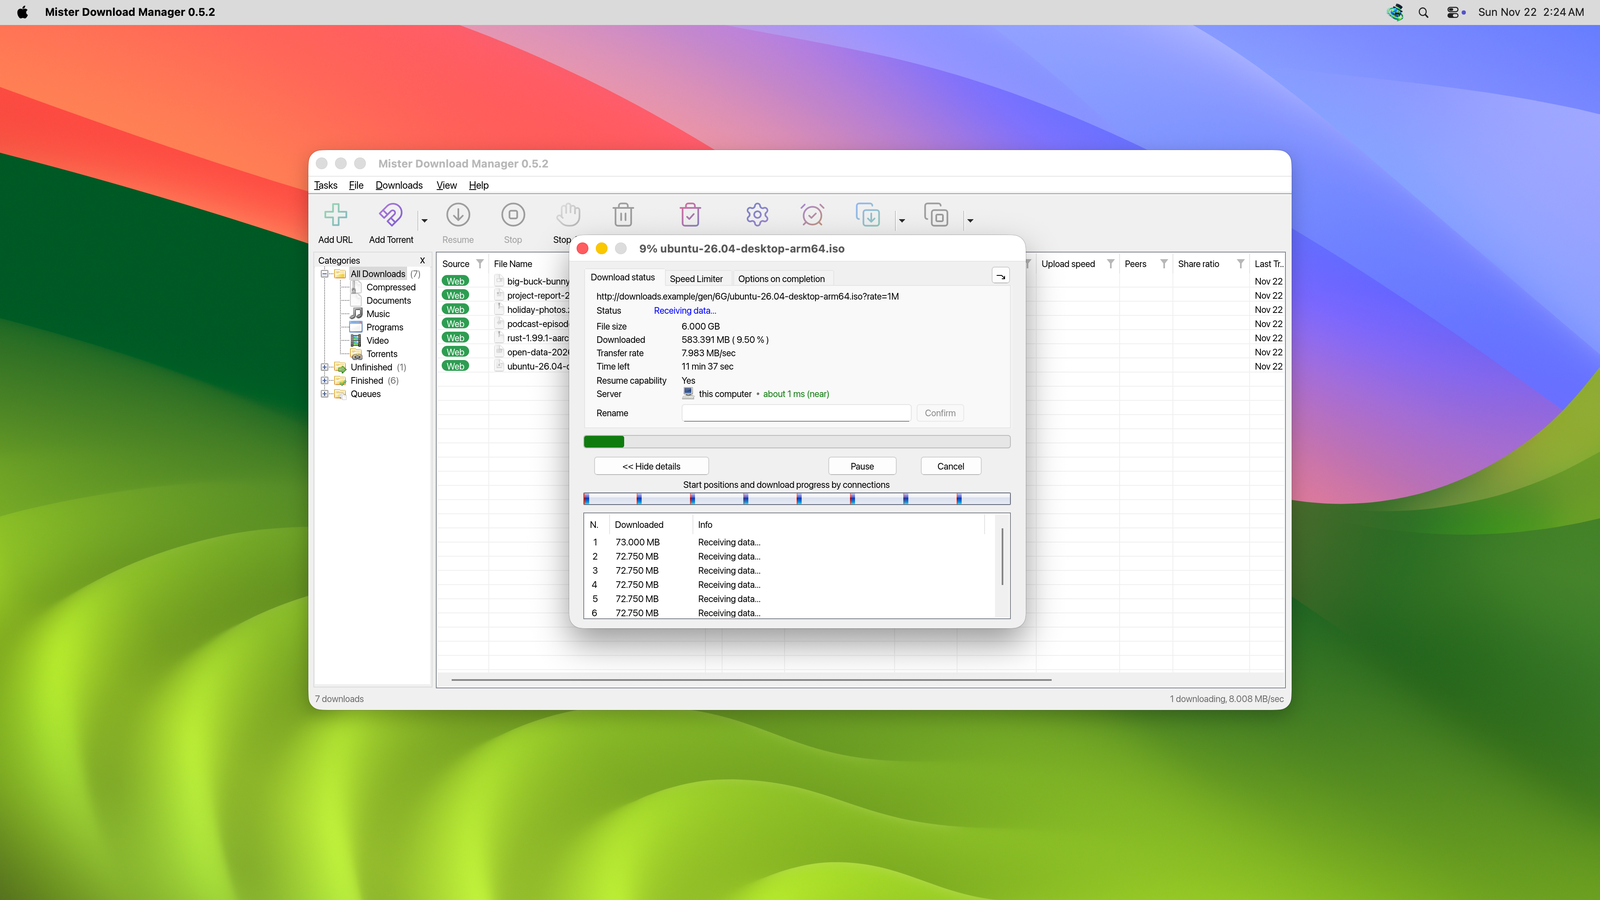 Mister Download Manager 0.5.2
Sun Nov 22 2:24 AM
Mister Download Manager 0.5.2
Tasks File Downloads View Help
Add URL Add Torrent Resume Stop Stop
Categories X
All Downloads (7)
Compressed
Documents
Music
Programs
Video
Torrents
Unfinished (1)
Finished (6)
Queues
Source File Name Upload speed Peers Share ratio Last Tr...
Web big-buck-bunny Nov 22
Web project-report-2 Nov 22
Web holiday-photos. Nov 22
Web podcast-episod Nov 22
Web rust-1.99.1-aarc Nov 22
Web open-data-202 Nov 22
Web ubuntu-26.04- Nov 22
9% ubuntu-26.04-desktop-arm64.iso
Download status Speed Limiter Options on completion
http://downloads.example/gen/6G/ubuntu-26.04-desktop-arm64.iso?rate=1M
Status Receiving data...
File size 6.000 GB
Downloaded 583.391 MB ( 9.50 % )
Transfer rate 7.983 MB/sec
Time left 11 min 37 sec
Resume capability Yes
Server this computer • about 1 ms (near)
Rename Confirm
<< Hide details Pause Cancel
Start positions and download progress by connections
N. Downloaded Info
1 73.000 MB Receiving data...
2 72.750 MB Receiving data...
3 72.750 MB Receiving data...
4 72.750 MB Receiving data...
5 72.750 MB Receiving data...
6 72.750 MB Receiving data...
7 downloads
1 downloading, 8.008 MB/sec